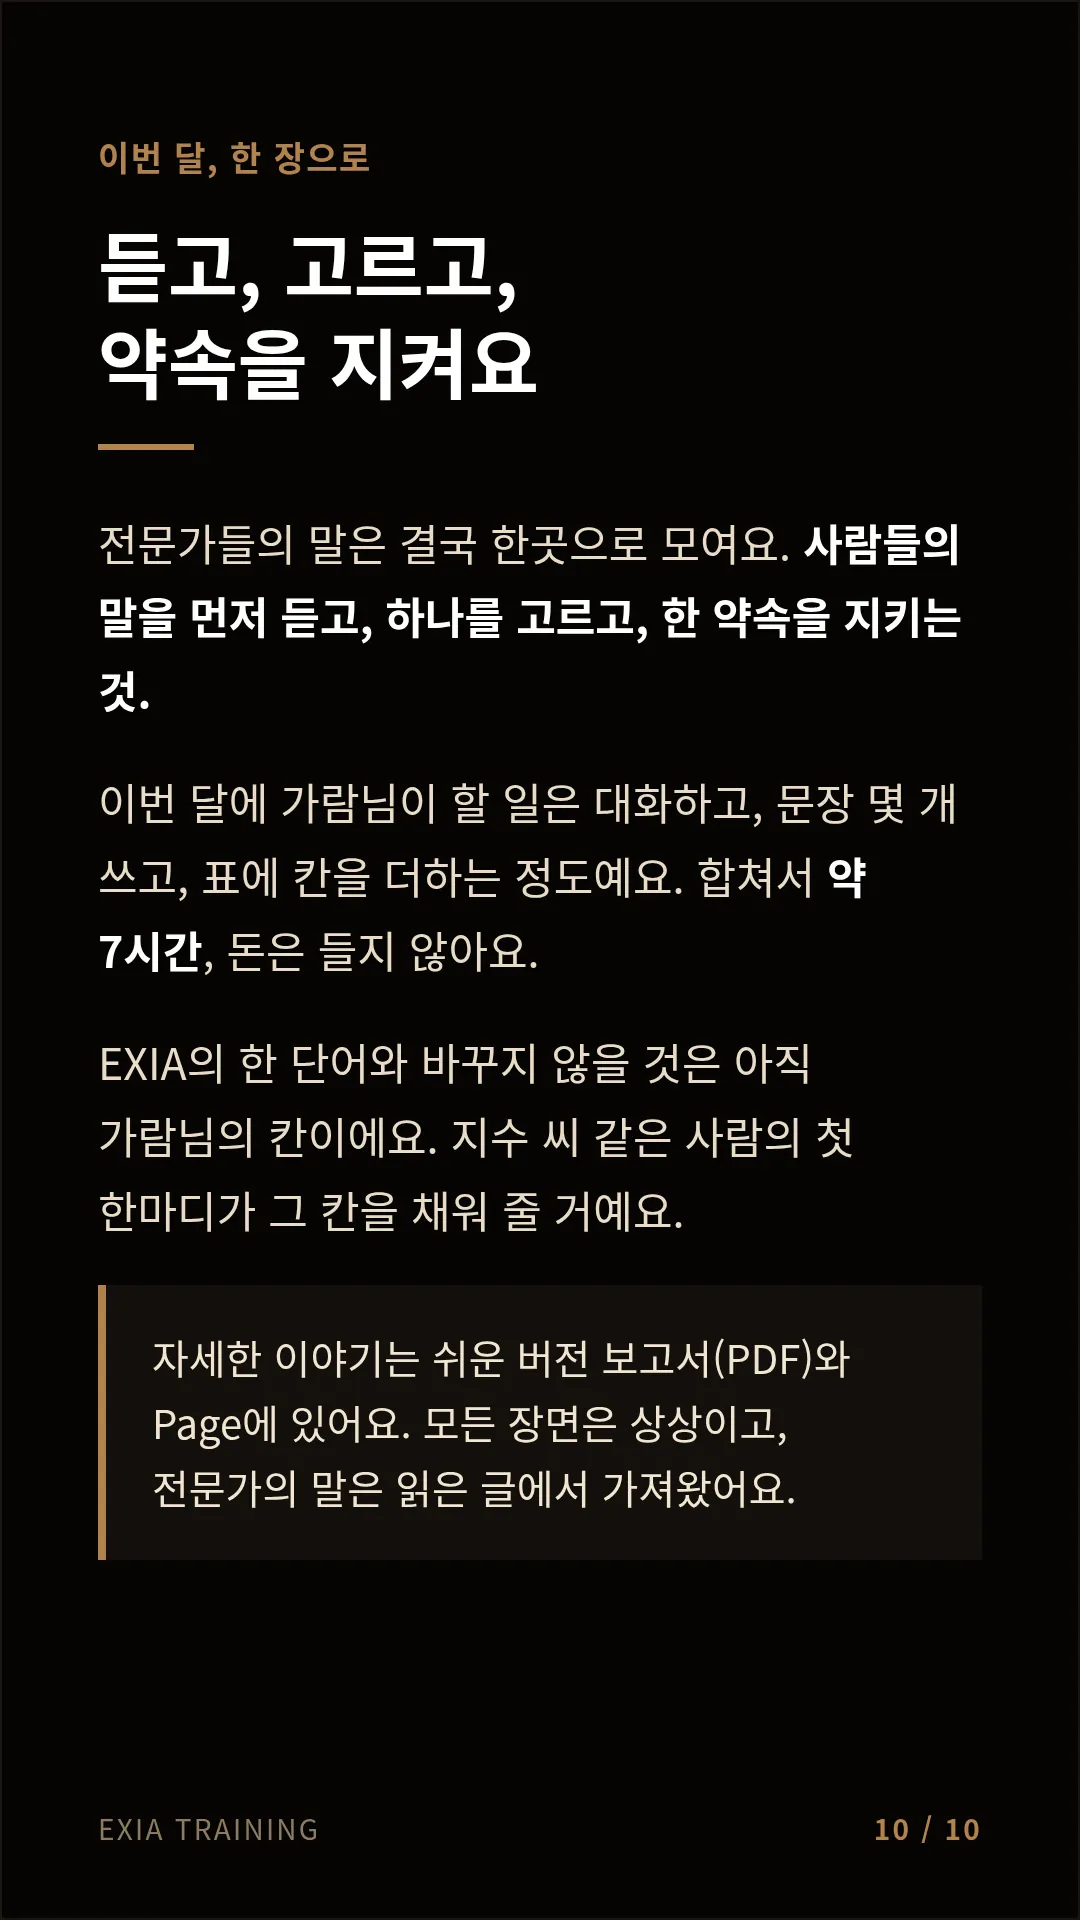 이번 달, 한 장으로
듣고, 고르고,
약속을 지켜요
전문가들의 말은 결국 한곳으로 모여요. 사람들의
말을 먼저 듣고, 하나를 고르고, 한 약속을 지키는
것.
이번 달에 가람님이 할 일은 대화하고, 문장 몇 개
쓰고, 표에 칸을 더하는 정도예요. 합쳐서 약
7시간, 돈은 들지 않아요.
EXIA의 한 단어와 바꾸지 않을 것은 아직
가람님의 칸이에요. 지수 씨 같은 사람의 첫
한마디가 그 칸을 채워 줄 거예요.
자세한 이야기는 쉬운 버전 보고서(PDF)와
Page에 있어요. 모든 장면은 상상이고,
전문가의 말은 읽은 글에서 가져왔어요.
EXIA TRAINING
10 / 10